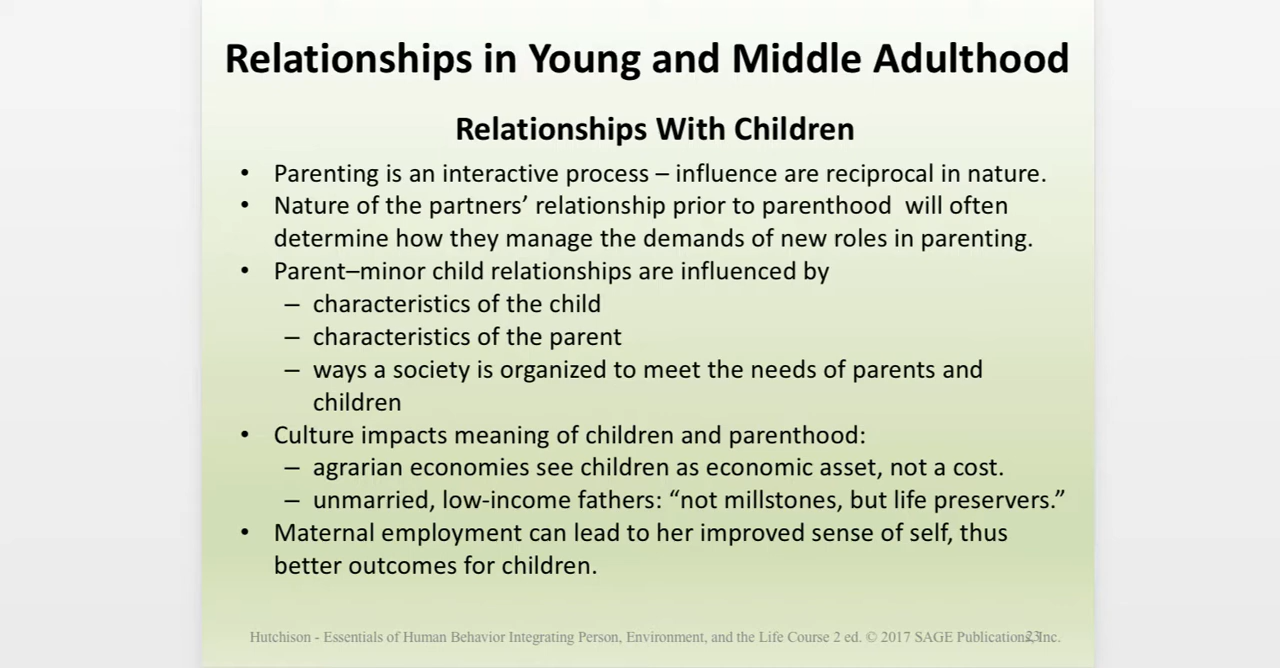 Relationships in Young and Middle Adulthood
Relationships With Children
• Parenting is an interactive process – influence are reciprocal in nature.
• Nature of the partners’ relationship prior to parenthood  will often
determine how they manage the demands of new roles in parenting.
• Parent–minor child relationships are influenced by
– characteristics of the child
– characteristics of the parent
– ways a society is organized to meet the needs of parents and
children
• Culture impacts meaning of children and parenthood:
– agrarian economies see children as economic asset, not a cost.
– unmarried, low-income fathers: “not millstones, but life preservers.”
• Maternal employment can lead to her improved sense of self, thus
better outcomes for children.
Hutchison - Essentials of Human Behavior Integrating Person, Environment, and the Life Course 2 ed. © 2017 SAGE Publications, Inc.
23